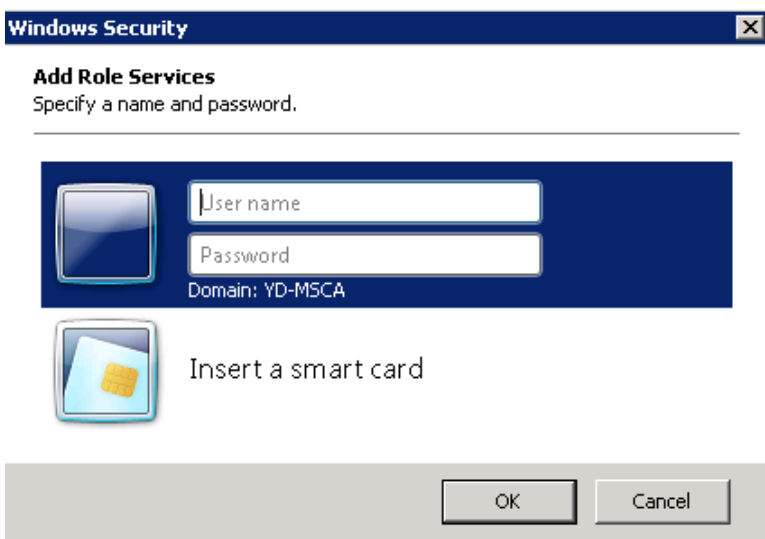 Windows Security
Add Role Services
Specify a name and password.
User name
Password
Domain: YD-MSCA
Insert a smart card
OK
Cancel